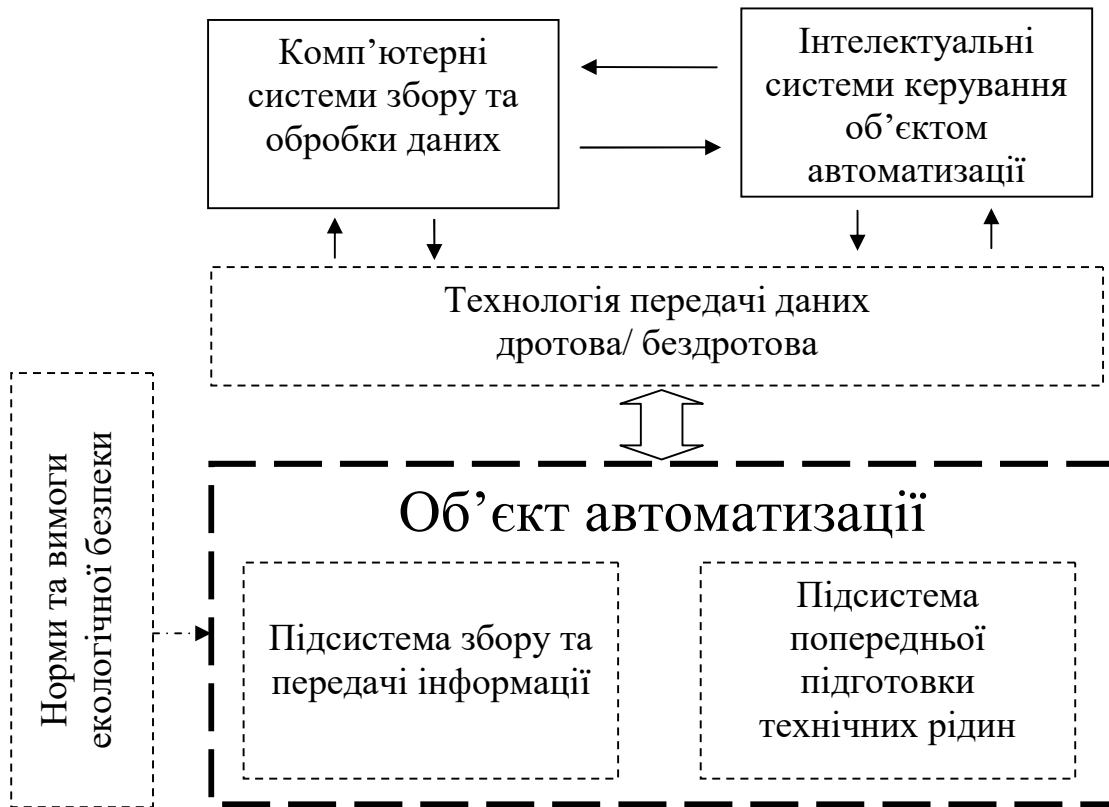 Комп’ютерні
системи збору та
обробки даних
Інтелектуальні
системи керування
об’єктом
автоматизації
Технологія передачі даних
дротова/ бездротова
Норми та вимоги
екологічної безпеки
Об’єкт автоматизації
Підсистема збору та
передачі інформації
Підсистема
попередньої
підготовки
технічних рідин